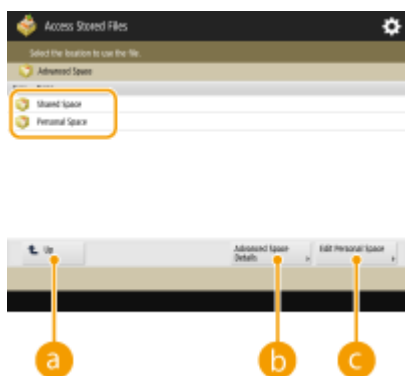 Access Stored Files
Select the location to use the file.
Advanced Space
Shared Space
Personal Space
Up
Advanced Space
Details
Edit Personal Space
a
b
c